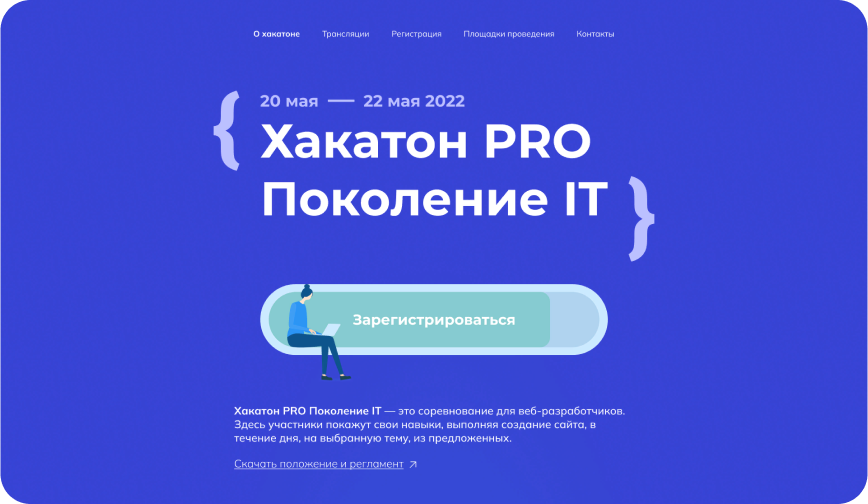 О хакатоне Трансляции Регистрация Площадки проведения Контакты
{ 20 мая — 22 мая 2022
Хакатон PRO
Поколение IT }
Зарегистрироваться
Хакатон PRO Поколение IT — это соревнование для веб-разработчиков.
Здесь участники покажут свои навыки, выполняя создание сайта, в
течение дня, на выбранную тему, из предложенных.
Скачать положение и регламент ↗